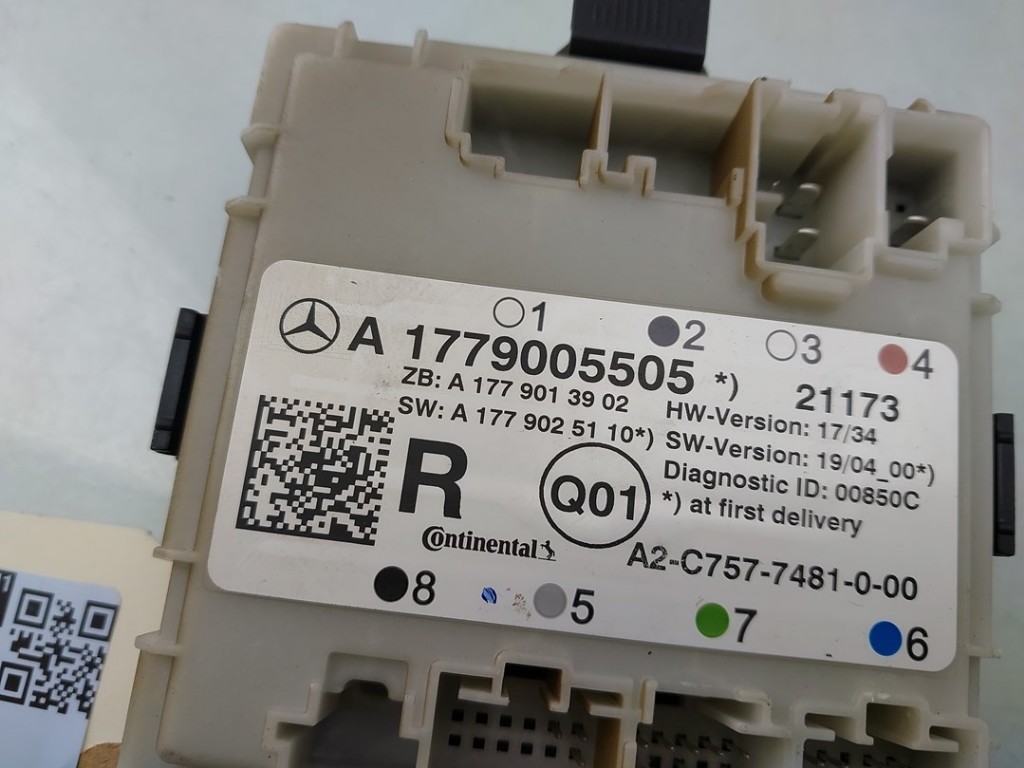 1 2 3 4
A 1779005505 *) 21173
ZB: A 177 901 39 02
SW: A 177 902 51 10*)
HW-Version: 17/34
SW-Version: 19/04_00*)
Diagnostic ID: 00850C
*) at first delivery
R
Q01
Continental
A2-C757-7481-0-00
8 5 7 6